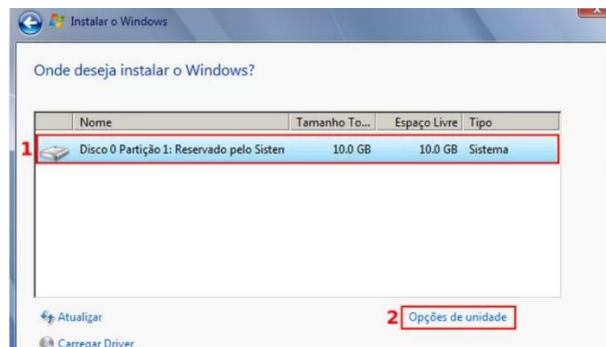 Instalar o Windows
Onde deseja instalar o Windows?
Nome Tamanho To... Espaço Livre Tipo
1 Disco 0 Partição 1: Reservado pelo Sisten 10.0 GB 10.0 GB Sistema
Atualizar 2 Opções de unidade
Carregar Driver